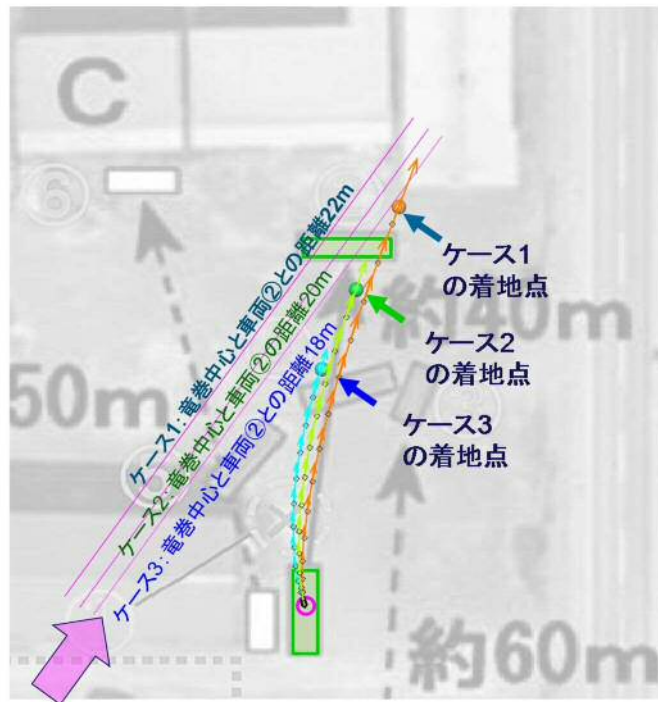 C
⑥
ケース1：竜巻中心と車両②との距離22m
ケース2：竜巻中心と車両②の距離20m
ケース3：竜巻中心と車両②との距離18m
ケース1
の着地点
約40m
ケース2
の着地点
50m
ケース3
の着地点
約60m